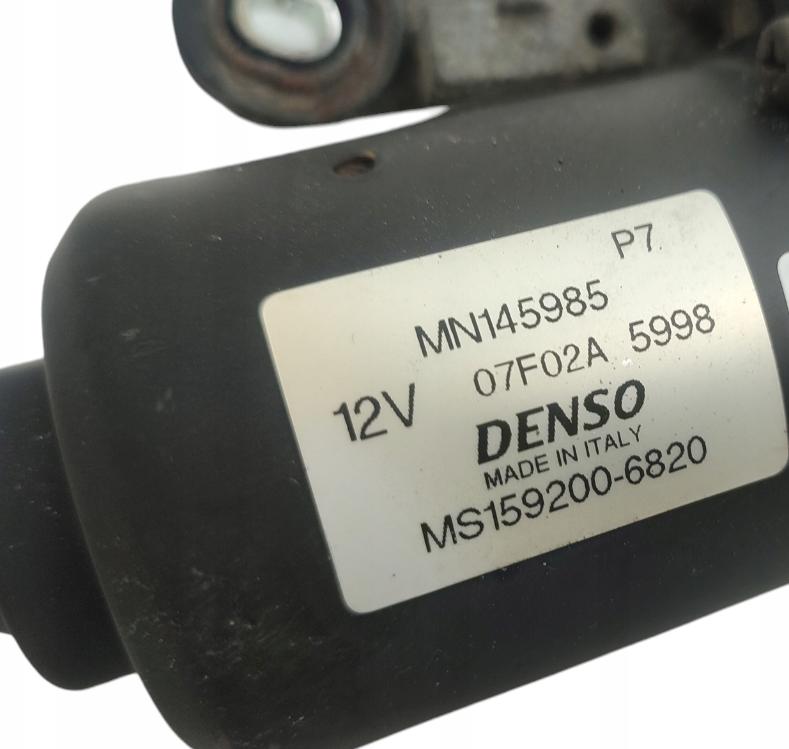 P7
MN145985
07F02A 5998
12V
DENSO
MADE IN ITALY
MS159200-6820